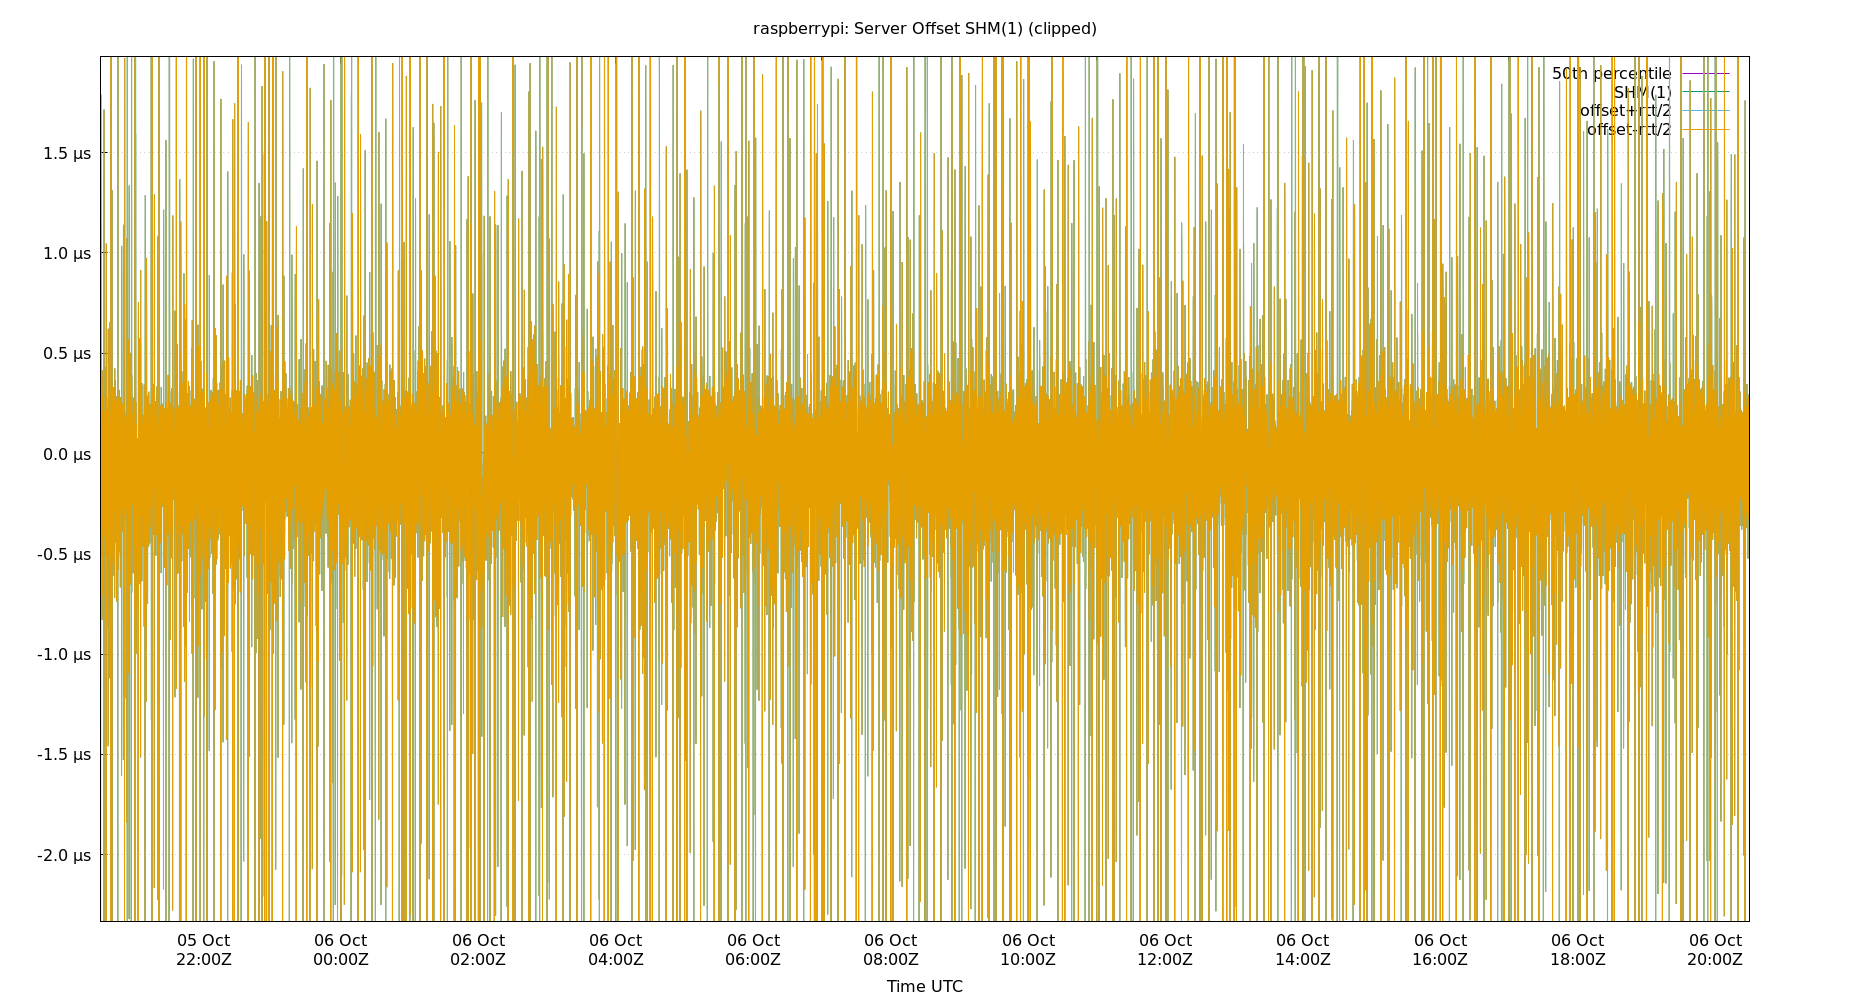 raspberrypi: Server Offset SHM(1) (clipped)
50th percentile
SHM(1)
offset+rtt/2
offset-rtt/2
1.5 µs
1.0 µs
0.5 µs
0.0 µs
-0.5 µs
-1.0 µs
-1.5 µs
-2.0 µs
05 Oct 06 Oct 06 Oct 06 Oct 06 Oct 06 Oct 06 Oct 06 Oct 06 Oct 06 Oct 06 Oct 06 Oct
22:00Z 00:00Z 02:00Z 04:00Z 06:00Z 08:00Z 10:00Z 12:00Z 14:00Z 16:00Z 18:00Z 20:00Z
Time UTC